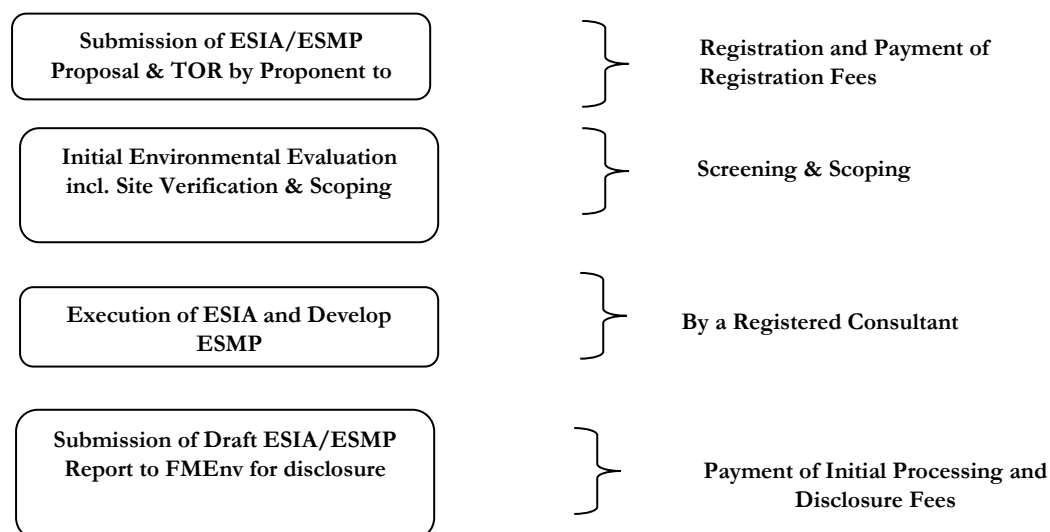 Submission of ESIA/ESMP
Proposal & TOR by Proponent to
Registration and Payment of
Registration Fees
Initial Environmental Evaluation
incl. Site Verification & Scoping
Screening & Scoping
Execution of ESIA and Develop
ESMP
By a Registered Consultant
Submission of Draft ESIA/ESMP
Report to FMEnv for disclosure
Payment of Initial Processing and
Disclosure Fees